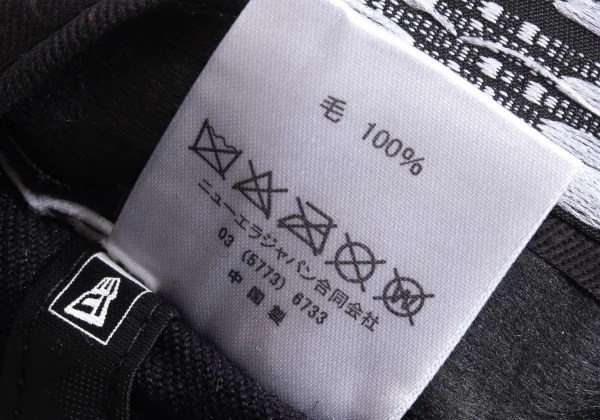 毛 100%
ニューエラジャパン合同会社
03 (5773) 6733
中国製